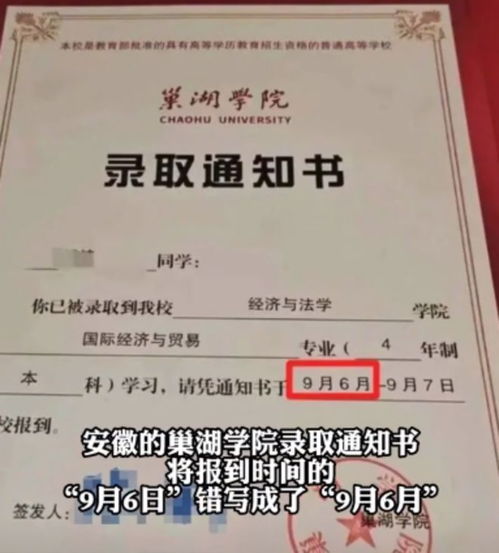 本校是教育部批准的具有高等学历教育招生资格的普通高等学校
巢湖学院
CHAOHU UNIVERSITY
录取通知书
同学：
你已被录取到我校 经济与法学 学院
国际经济与贸易 专业（ 4 年制
本 科）学习，请凭通知书于 9月6月-9月7日
校报到。
安徽的巢湖学院录取通知书
将报到时间的
“9月6日”错写成了“9月6月”
签发人：
巢湖学院